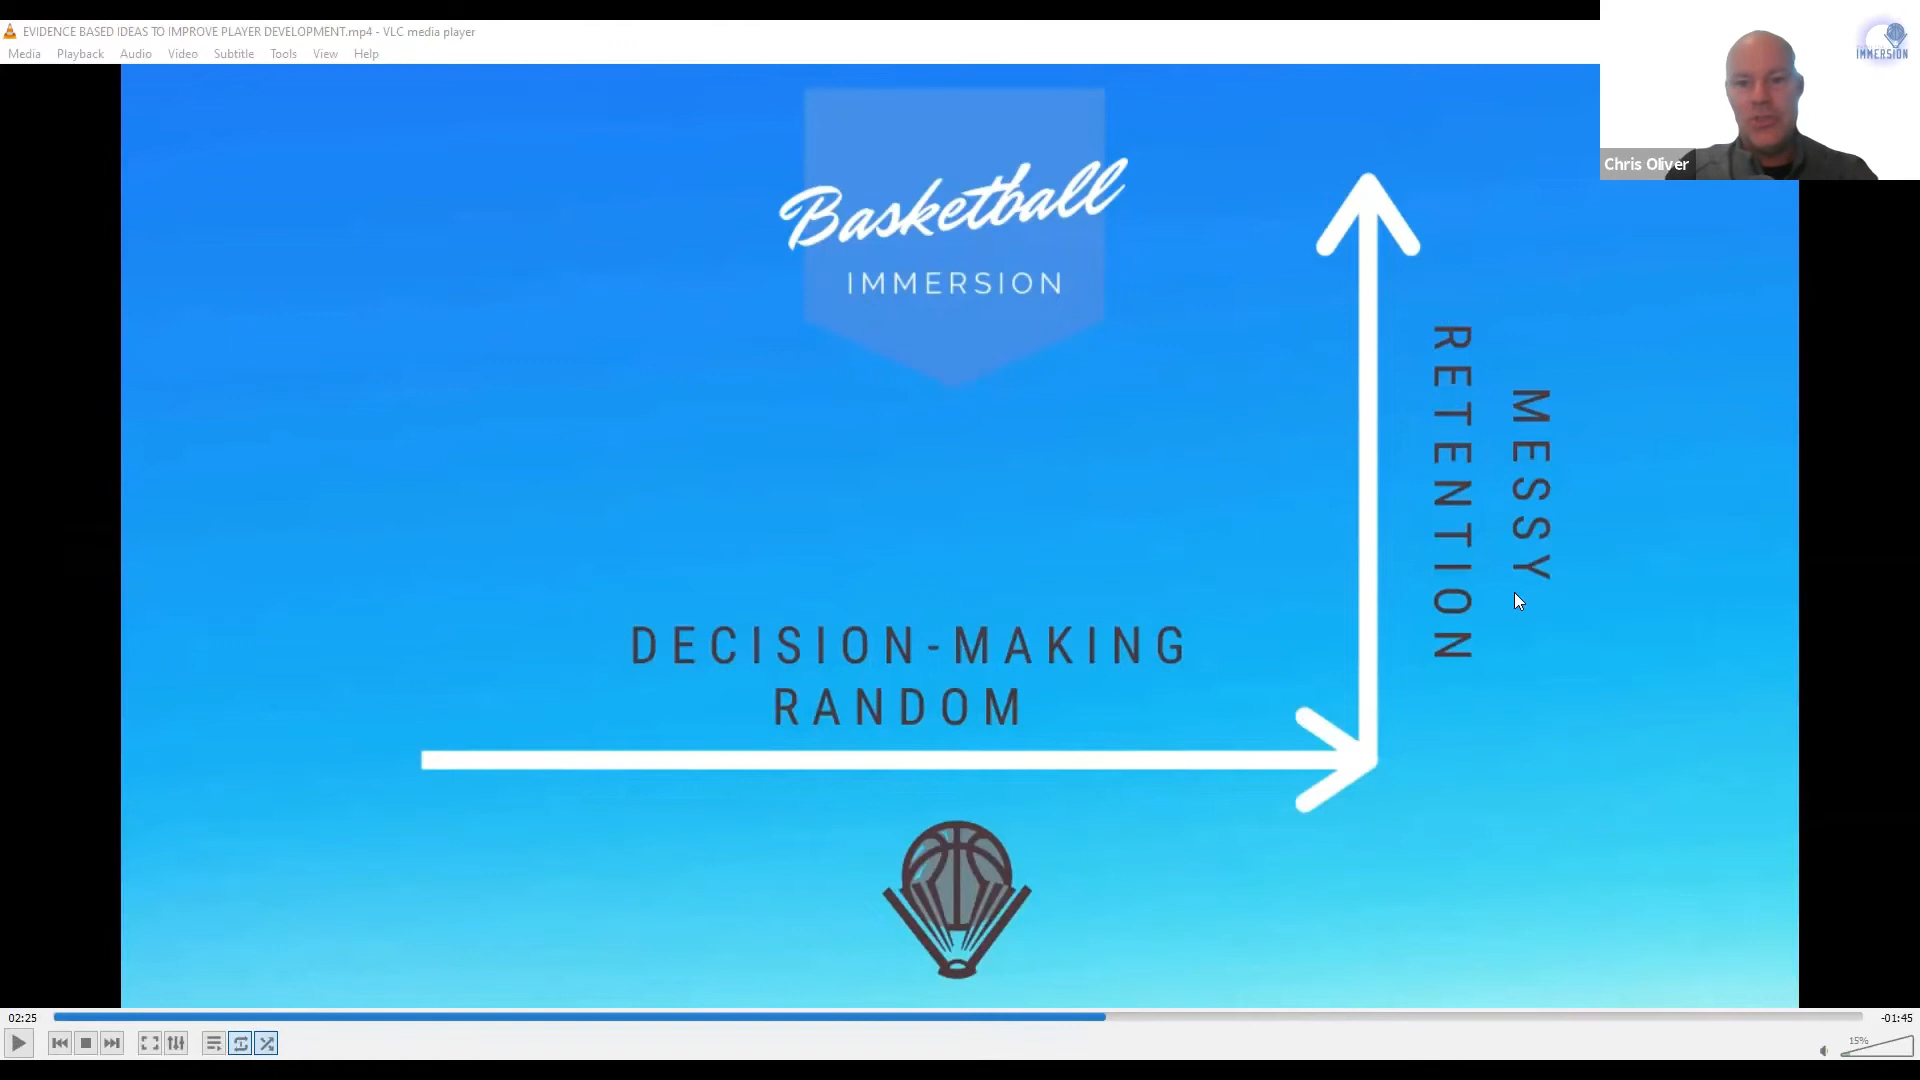 EVIDENCE BASED IDEAS TO IMPROVE PLAYER DEVELOPMENT.mp4 - VLC media player
Media Playback Audio Video Subtitle Tools View Help
IMMERSION
Chris Oliver
Basketball
IMMERSION
RETENTION
MESSY
DECISION-MAKING
RANDOM
02:25
-01:45
15%